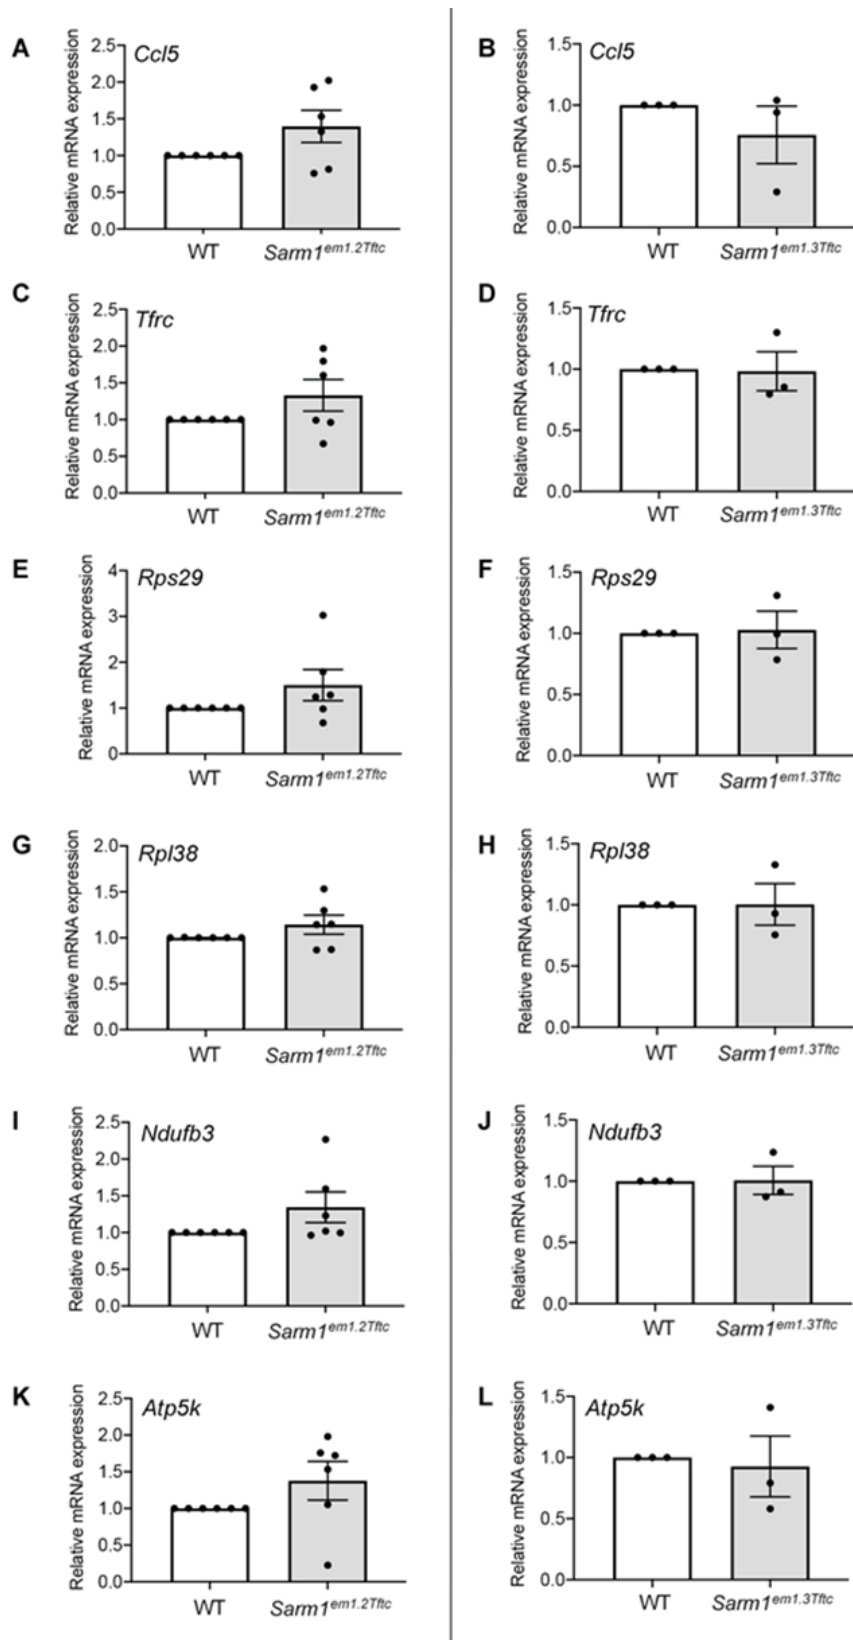 A
Ccl5
Relative mRNA expression
2.5
2.0
1.5
1.0
0.5
0.0
WT
Sarm1em1.2Tftc
B
Ccl5
Relative mRNA expression
1.5
1.0
0.5
0.0
WT
Sarm1em1.3Tftc
C
Tfrc
Relative mRNA expression
2.5
2.0
1.5
1.0
0.5
0.0
WT
Sarm1em1.2Tftc
D
Tfrc
Relative mRNA expression
1.5
1.0
0.5
0.0
WT
Sarm1em1.3Tftc
E
Rps29
Relative mRNA expression
4
3
2
1
0
WT
Sarm1em1.2Tftc
F
Rps29
Relative mRNA expression
1.5
1.0
0.5
0.0
WT
Sarm1em1.3Tftc
G
Rpl38
Relative mRNA expression
2.0
1.5
1.0
0.5
0.0
WT
Sarm1em1.2Tftc
H
Rpl38
Relative mRNA expression
1.5
1.0
0.5
0.0
WT
Sarm1em1.3Tftc
I
Ndufb3
Relative mRNA expression
2.5
2.0
1.5
1.0
0.5
0.0
WT
Sarm1em1.2Tftc
J
Ndufb3
Relative mRNA expression
1.5
1.0
0.5
0.0
WT
Sarm1em1.3Tftc
K
Atp5k
Relative mRNA expression
2.5
2.0
1.5
1.0
0.5
0.0
WT
Sarm1em1.2Tftc
L
Atp5k
Relative mRNA expression
1.5
1.0
0.5
0.0
WT
Sarm1em1.3Tftc